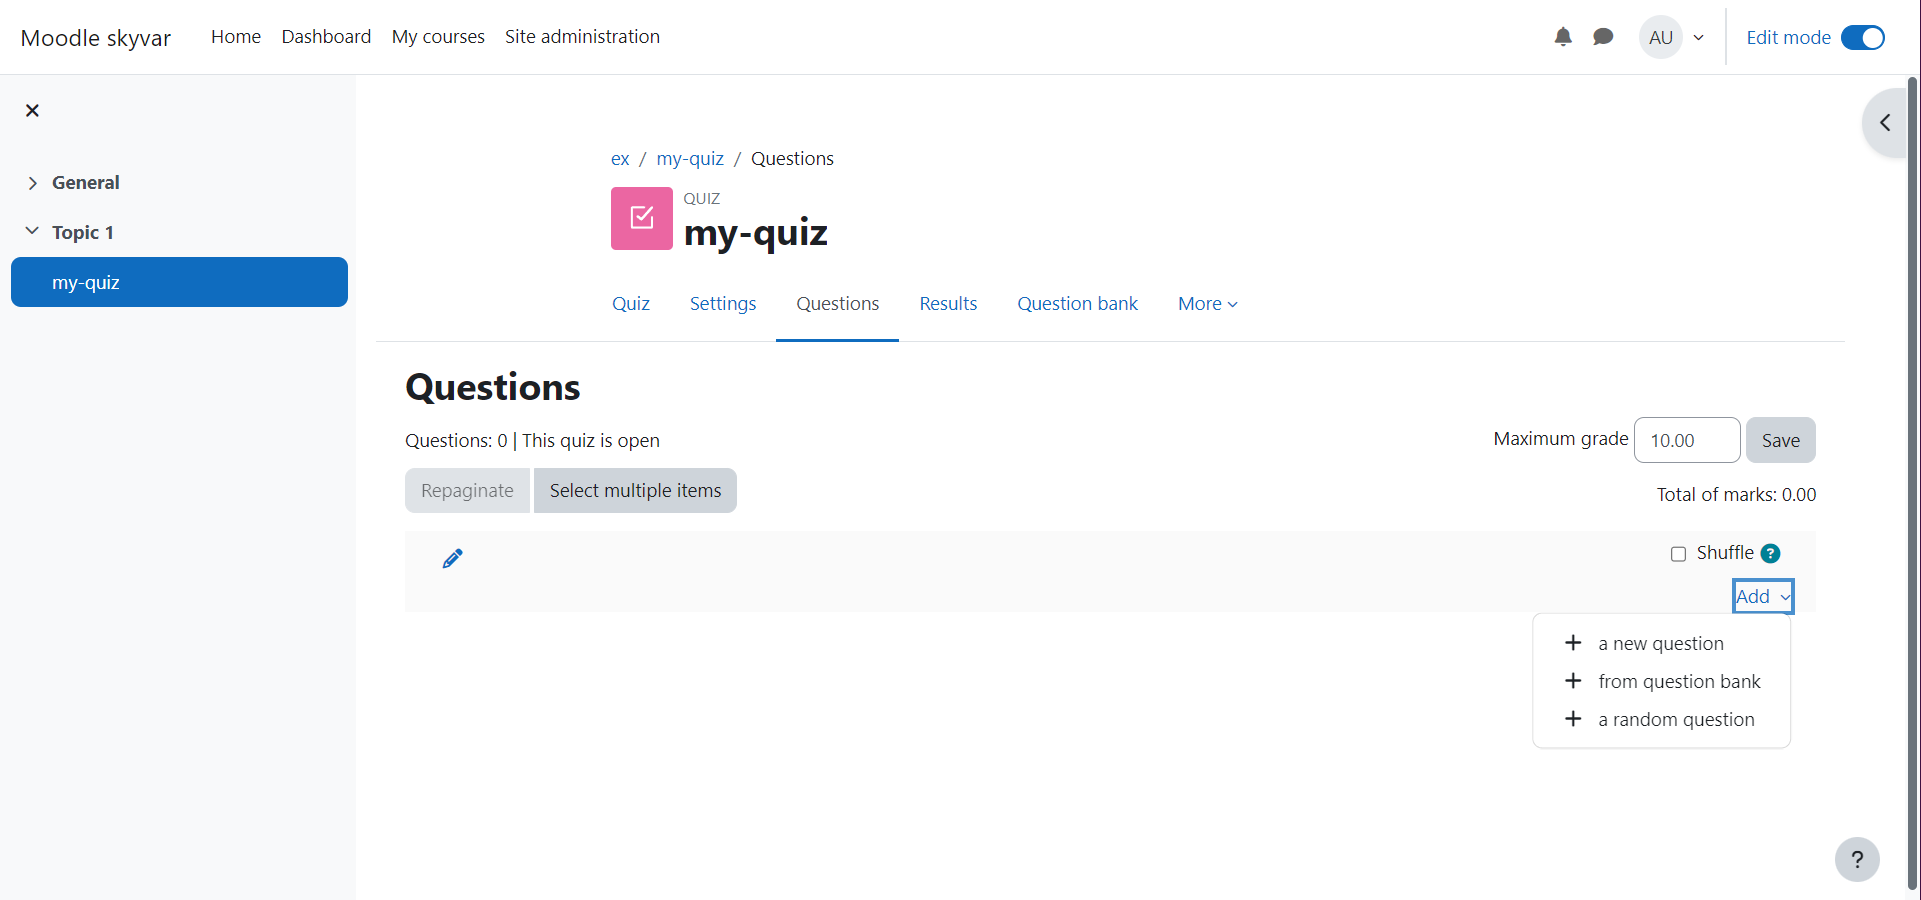 Moodle skyvar Home Dashboard My courses Site administration AU Edit mode
General
Topic 1
my-quiz
ex / my-quiz / Questions
QUIZ
my-quiz
Quiz Settings Questions Results Question bank More
Questions
Questions: 0 | This quiz is open
Maximum grade 10.00 Save
Repaginate Select multiple items
Total of marks: 0.00
Shuffle ?
Add
+ a new question
+ from question bank
+ a random question
?